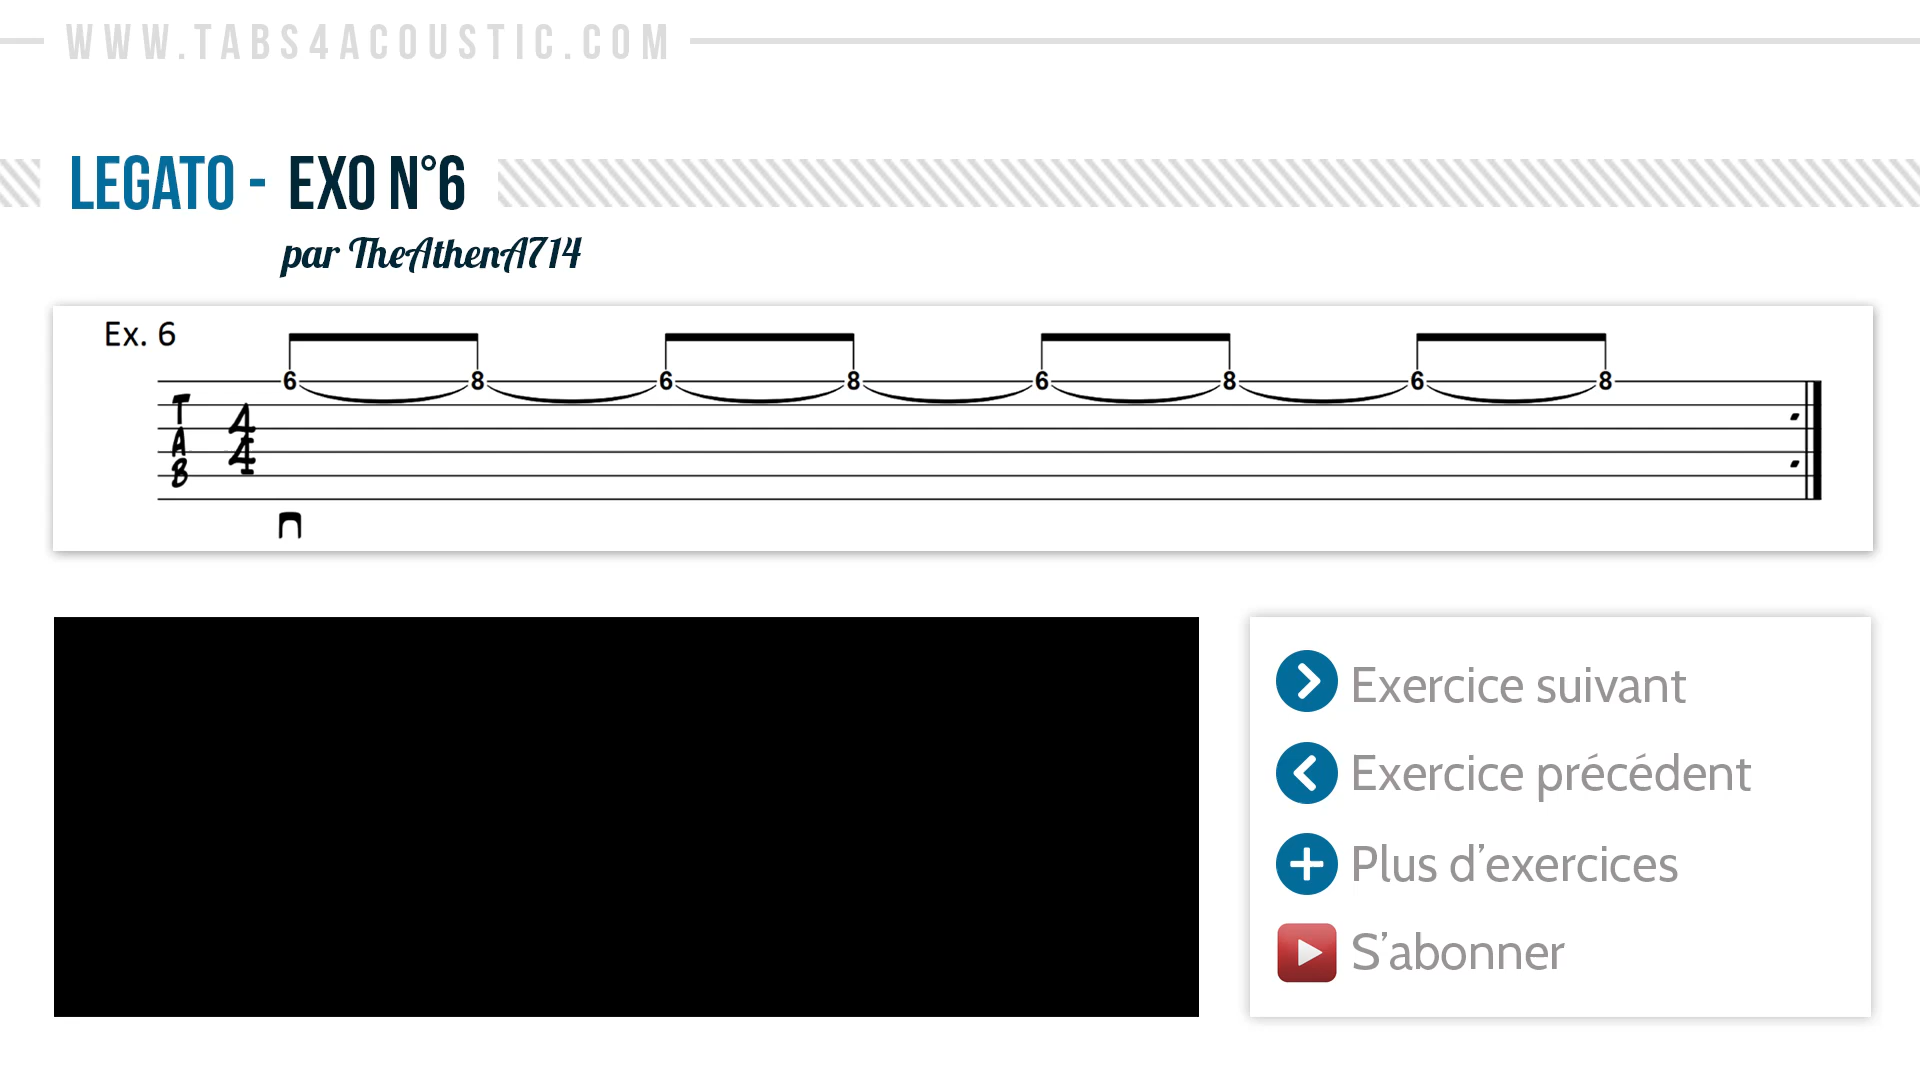 WWW.TABS4ACOUSTIC.COM
LEGATO - EXO N°6
par TheAthenA714
Ex. 6
6 8 6 8 6 8 6 8
T
A
B
4
4
Exercice suivant
Exercice précédent
Plus d’exercices
S’abonner